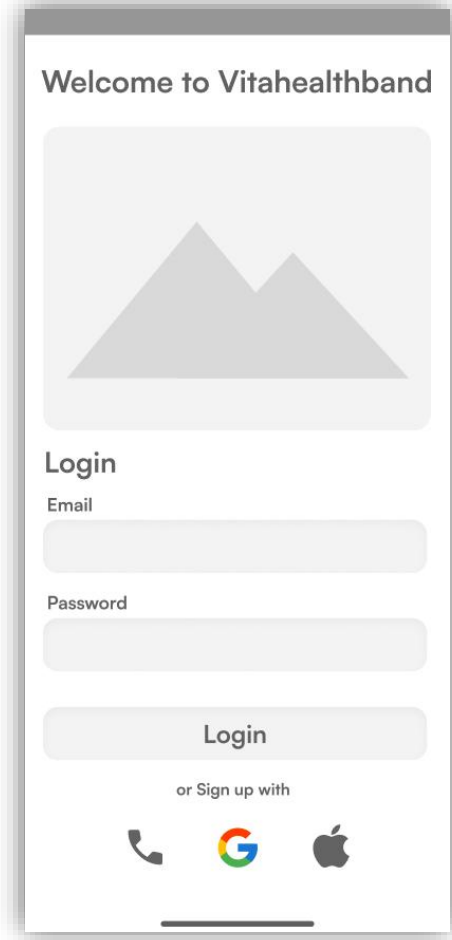 Welcome to Vitahealthband
Login
Email
Password
Login
or Sign up with